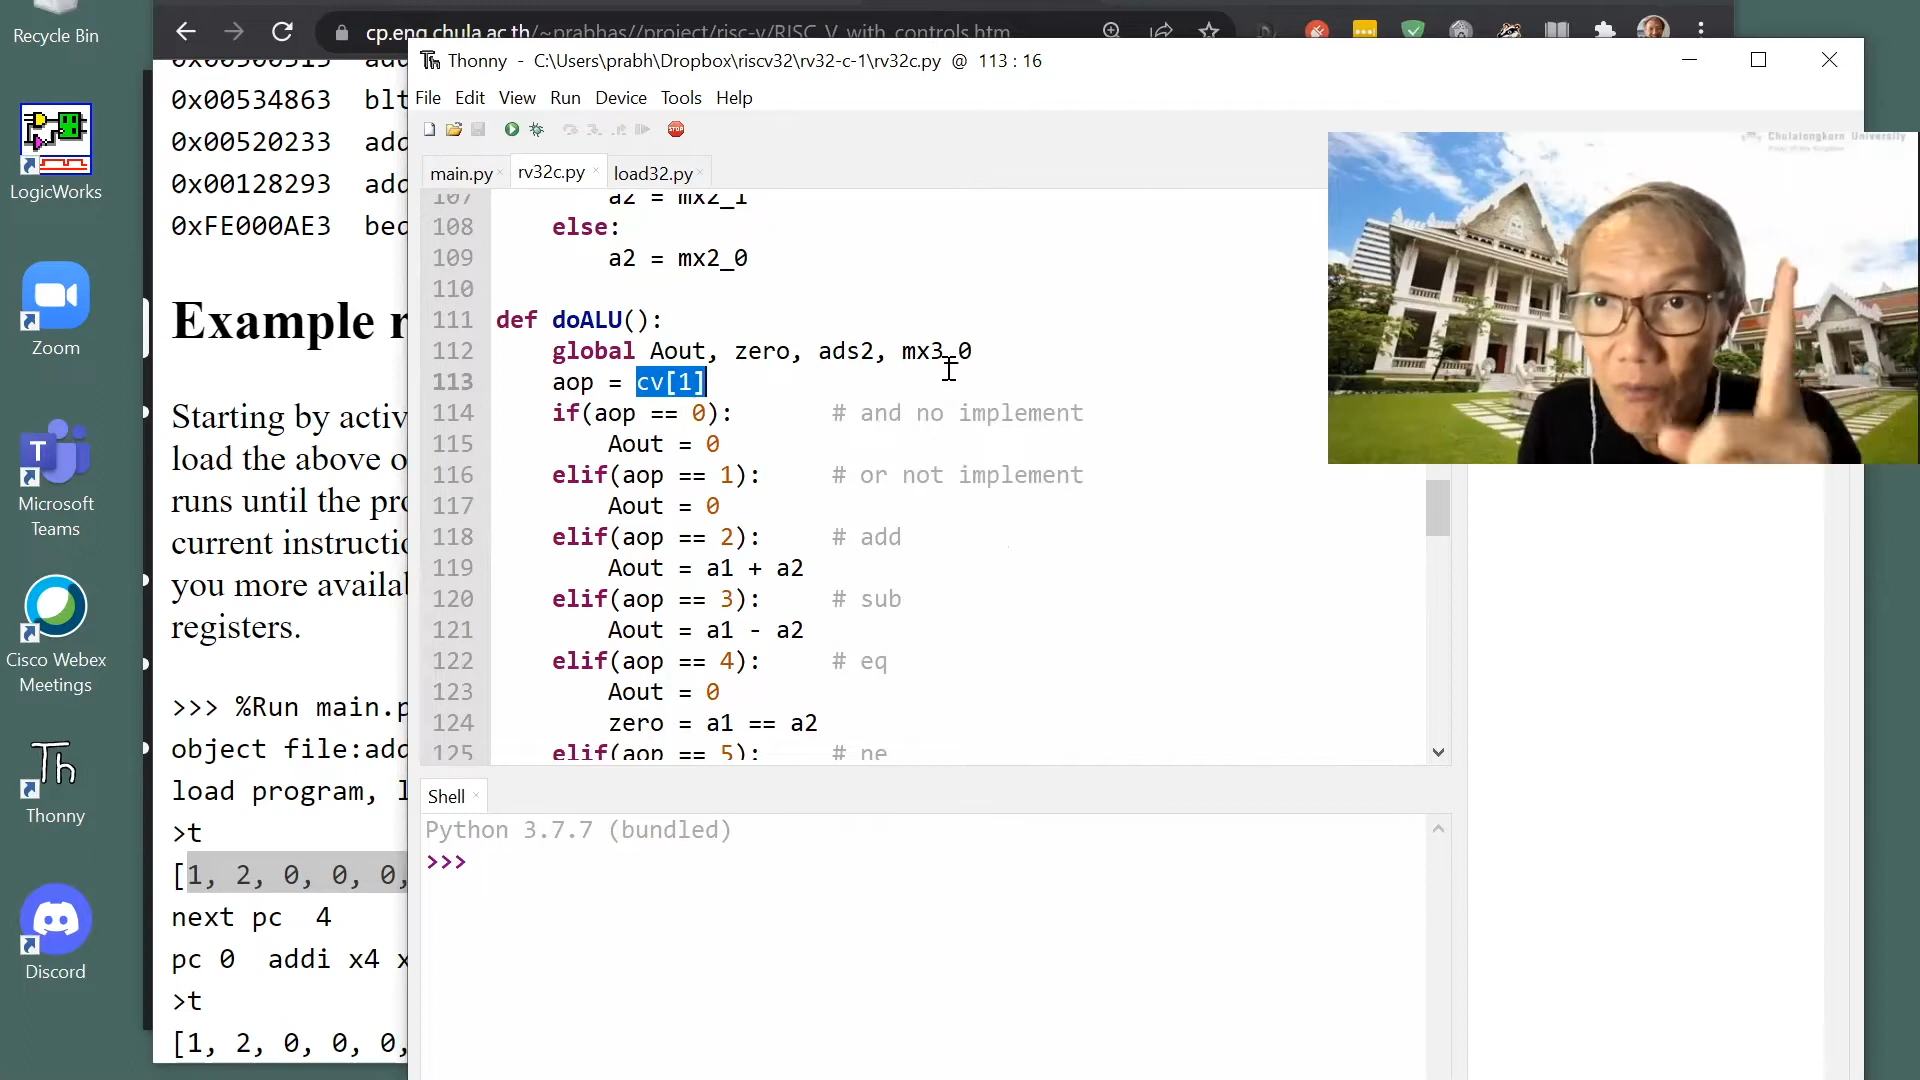 Recycle Bin
LogicWorks
Zoom
Microsoft
Teams
Cisco Webex
Meetings
Thonny
Discord
cp.eng.chula.ac.th/~prabhas//project/risc-v/RISC_V_with_controls.htm
0x00534863 blt
0x00520233 add
0x00128293 add
0xFE000AE3 beq
Example r
Starting by activ
load the above o
runs until the pro
current instructio
you more availab
registers.
>>> %Run main.p
object file:add
load program, l
>t
[1, 2, 0, 0, 0,
next pc  4
pc 0  addi x4 x
>t
[1, 2, 0, 0, 0,
Thonny - C:\Users\prabh\Dropbox\riscv32\rv32-c-1\rv32c.py @ 113 : 16
File Edit View Run Device Tools Help
STOP
main.py × rv32c.py × load32.py ×
107 a2 = mx2_1
108 else:
109 a2 = mx2_0
110
111 def doALU():
112 global Aout, zero, ads2, mx3_0
113 aop = cv[1]
114 if(aop == 0): # and no implement
115 Aout = 0
116 elif(aop == 1): # or not implement
117 Aout = 0
118 elif(aop == 2): # add
119 Aout = a1 + a2
120 elif(aop == 3): # sub
121 Aout = a1 - a2
122 elif(aop == 4): # eq
123 Aout = 0
124 zero = a1 == a2
125 elif(aop == 5): # ne
Shell ×
Python 3.7.7 (bundled)
>>>
Chulalongkorn University